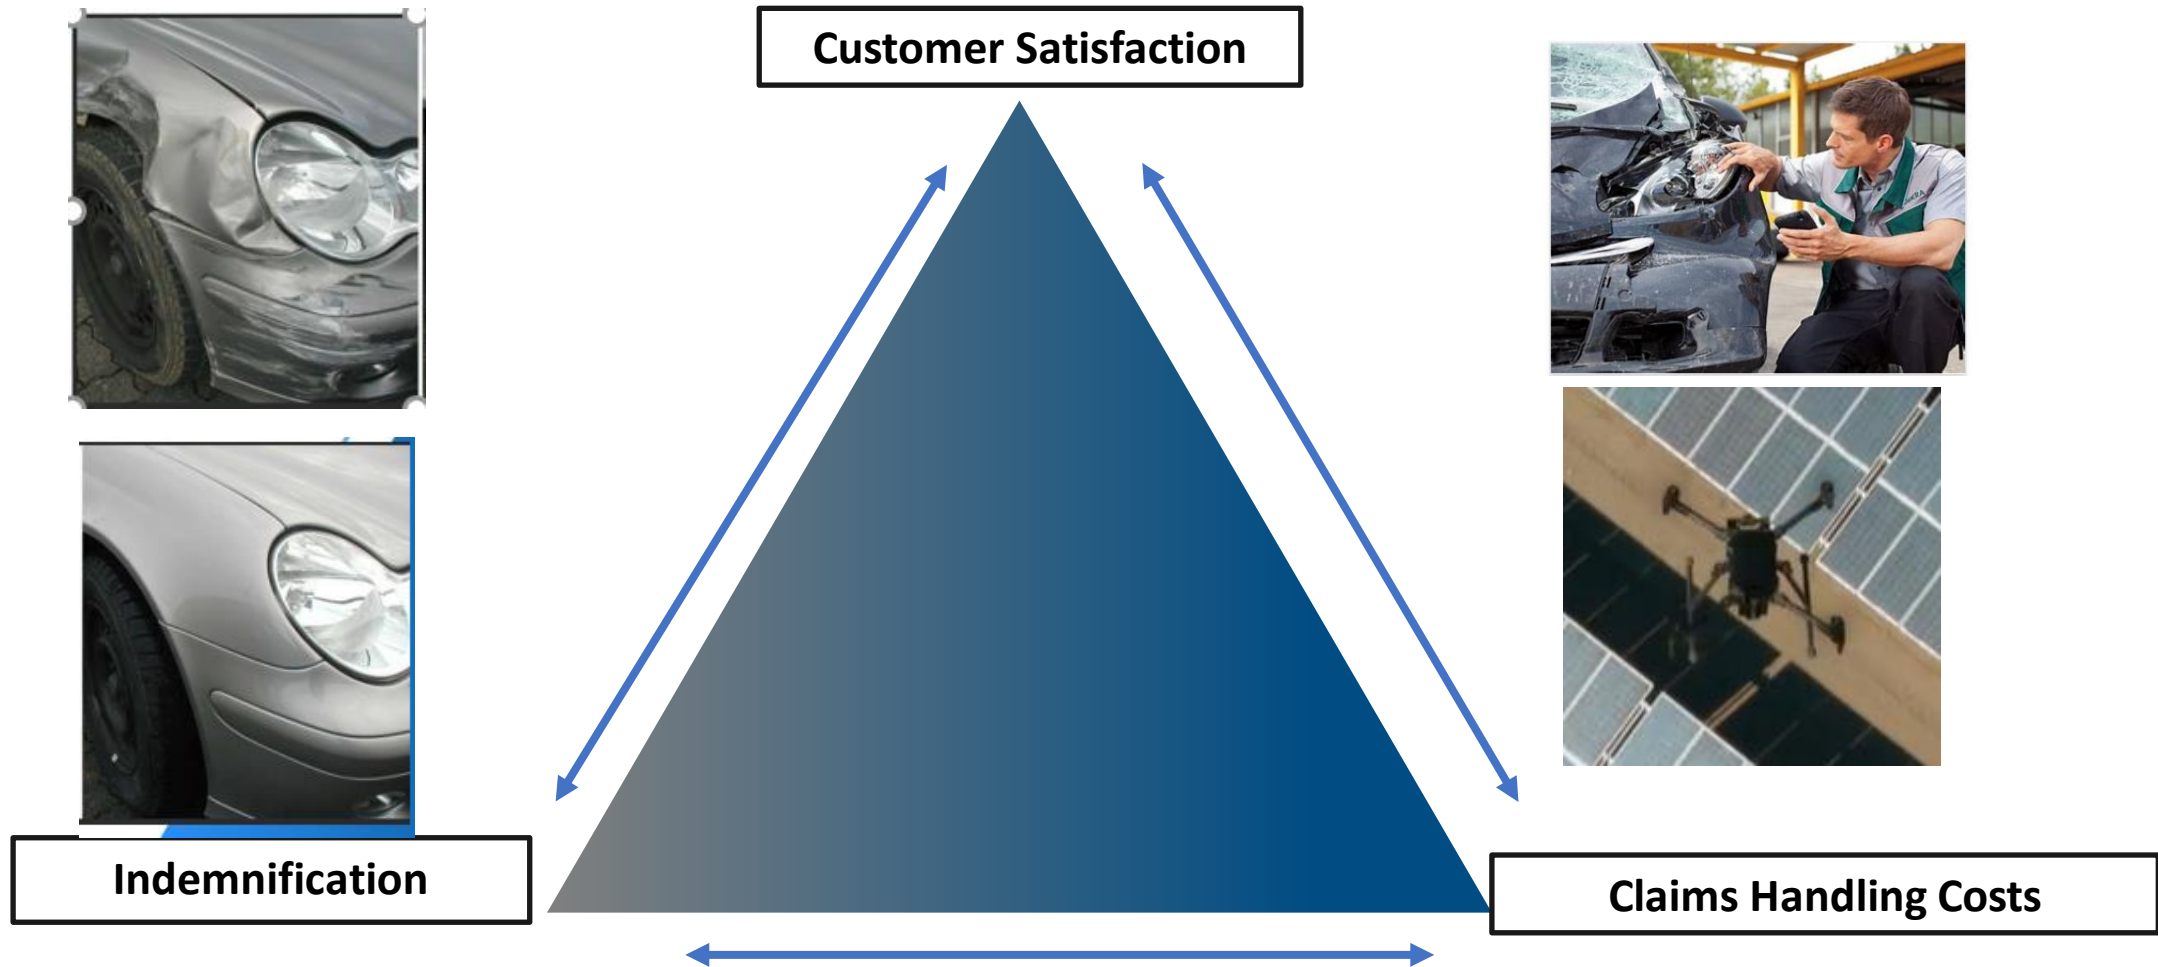 Customer Satisfaction
Indemnification
Claims Handling Costs